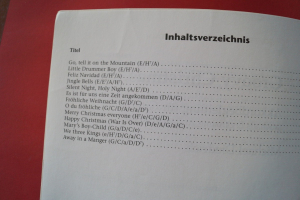 Inhaltsverzeichnis
Titel
Go, tell it on the Mountain (E/H⁷/A)
Little Drummer Boy (E/H⁷/A)
Feliz Navidad (E/H⁷/A)
Jingle Bells (E/E⁷/A/H⁷)
Silent Night, Holy Night (A/E⁷/D)
Es ist für uns eine Zeit angekommen (D/A/G)
Fröhliche Weihnacht (G/D⁷/C)
O du fröhliche (G/C/D/A/e/a/D⁷)
Merry Christmas everyone (H⁷/e/C/G/D)
Happy Christmas (War Is Over) (D/e/A/G/a/C)
Mary's Boy Child (G/a/D/C/e)
We three Kings (e/H⁷/D/G/a/C)
Away in a Manger (G/C/a/D/D⁷)